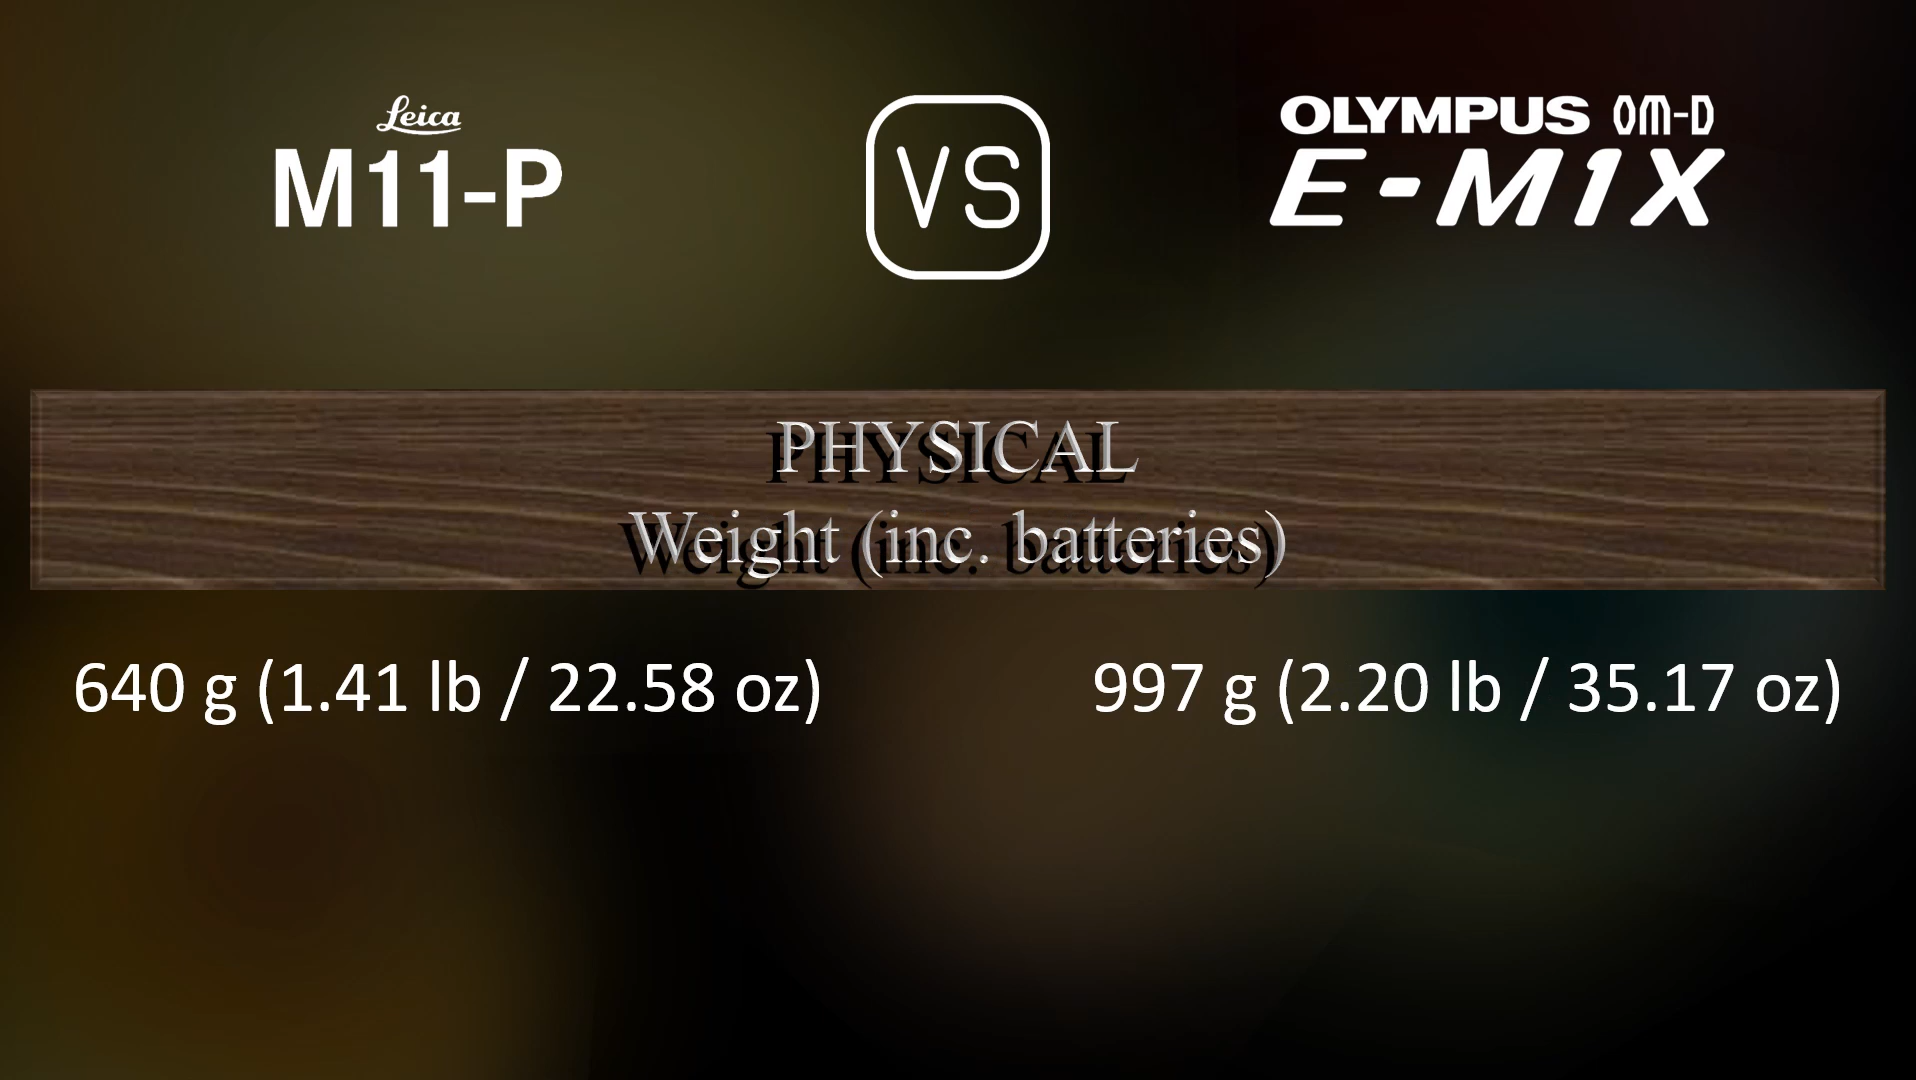 Leica
M11-P
VS
OLYMPUS OM-D
E-M1X
PHYSICAL
Weight (inc. batteries)
640 g (1.41 lb / 22.58 oz)
997 g (2.20 lb / 35.17 oz)